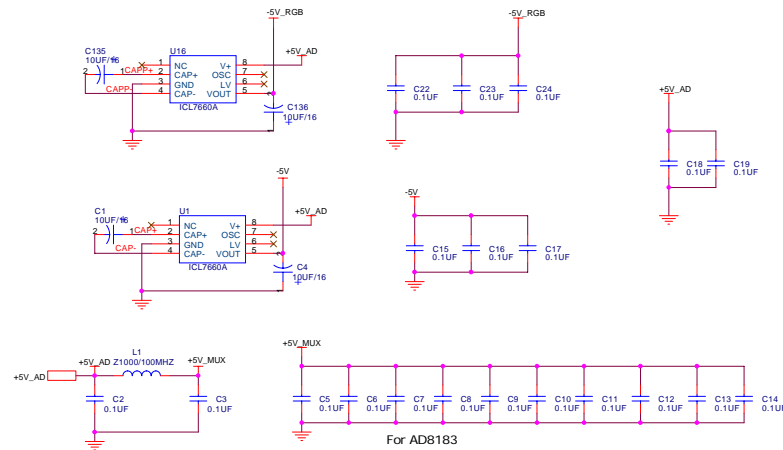 -5V_RGB
-5V_RGB
C135
10UF/16
U16
+5V_AD
2
1
CAPP+
CAPP-
1
2
3
4
NC
CAP+
GND
CAP-
V+
OSC
LV
VOUT
8
7
6
5
ICL7660A
C136
10UF/16
C22
0.1UF
C23
0.1UF
C24
0.1UF
+5V_AD
C18
0.1UF
C19
0.1UF
-5V
-5V
C1
10UF/16
U1
+5V_AD
2
1
CAP+
CAP-
1
2
3
4
NC
CAP+
GND
CAP-
V+
OSC
LV
VOUT
8
7
6
5
ICL7660A
C4
10UF/16
C15
0.1UF
C16
0.1UF
C17
0.1UF
L1
Z1000/100MHZ
+5V_AD
+5V_AD
+5V_MUX
C2
0.1UF
C3
0.1UF
+5V_MUX
C5
0.1UF
C6
0.1UF
C7
0.1UF
C8
0.1UF
C9
0.1UF
C10
0.1UF
C11
0.1UF
C12
0.1UF
C13
0.1UF
C14
0.1UF
For AD8183